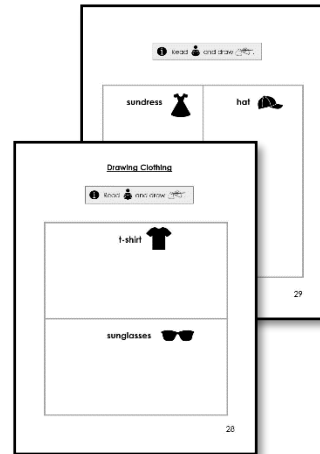 Read and draw
sundress
hat
29
Drawing Clothing
Read and draw
t-shirt
sunglasses
28